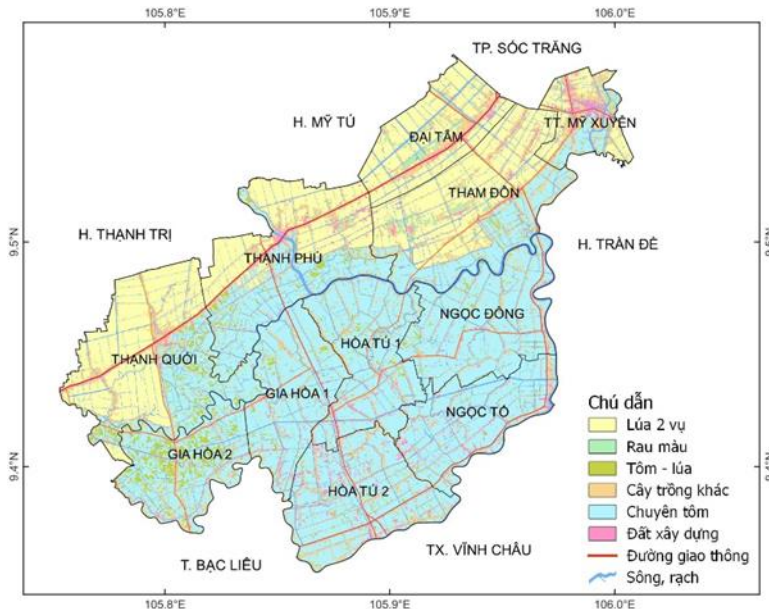 105.8°E
105.9°E
106.0°E
TP. SÓC TRĂNG
H. MỸ TÚ
ĐẠI TÂM
TT. MỸ XUYÊN
THAM ĐÔN
9.5°N
H. THẠNH TRỊ
H. TRẦN ĐỀ
THẠNH PHÚ
NGỌC ĐÔNG
HÒA TÚ 1
THẠNH QUỚI
GIA HÒA 1
NGỌC TỐ
GIA HÒA 2
9.4°N
9.4°N
HÒA TÚ 2
T. BẠC LIÊU
TX. VĨNH CHÂU
Chú dẫn
Lúa 2 vụ
Rau màu
Tôm - lúa
Cây trồng khác
Chuyên tôm
Đất xây dựng
Đường giao thông
Sông, rạch
105.8°E
105.9°E
106.0°E